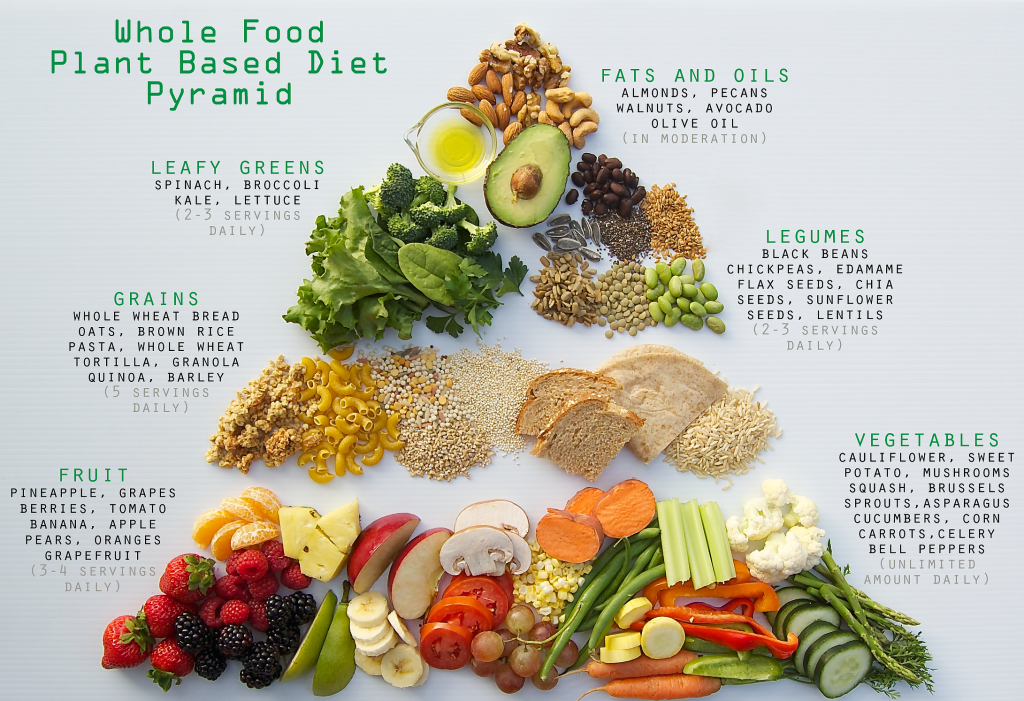 Whole Food
Plant Based Diet
Pyramid
FATS AND OILS
ALMONDS, PECANS
WALNUTS, AVOCADO
OLIVE OIL
(IN MODERATION)
LEAFY GREENS
SPINACH, BROCCOLI
KALE, LETTUCE
(2-3 SERVINGS
DAILY)
LEGUMES
BLACK BEANS
CHICKPEAS, EDAMAME
FLAX SEEDS, CHIA
SEEDS, SUNFLOWER
SEEDS, LENTILS
(2-3 SERVINGS
DAILY)
GRAINS
WHOLE WHEAT BREAD
OATS, BROWN RICE
PASTA, WHOLE WHEAT
TORTILLA, GRANOLA
QUINOA, BARLEY
(5 SERVINGS
DAILY)
VEGETABLES
CAULIFLOWER, SWEET
POTATO, MUSHROOMS
SQUASH, BRUSSELS
SPROUTS,ASPARAGUS
CUCUMBERS, CORN
CARROTS,CELERY
BELL PEPPERS
(UNLIMITED
AMOUNT DAILY)
FRUIT
PINEAPPLE, GRAPES
BERRIES, TOMATO
BANANA, APPLE
PEARS, ORANGES
GRAPEFRUIT
(3-4 SERVINGS
DAILY)